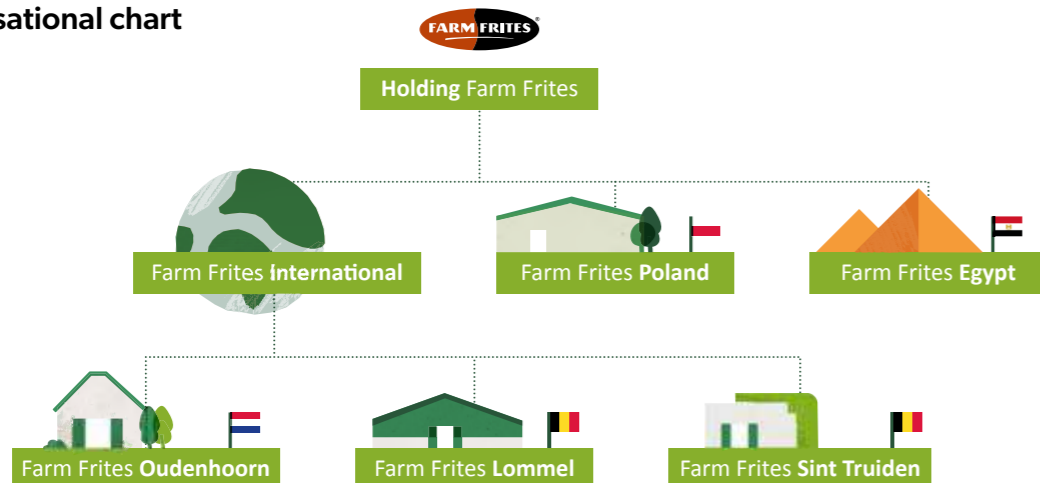 sational chart
FARM FRITES®
Holding Farm Frites
Farm Frites International
Farm Frites Poland
Farm Frites Egypt
Farm Frites Oudenhoorn
Farm Frites Lommel
Farm Frites Sint Truiden